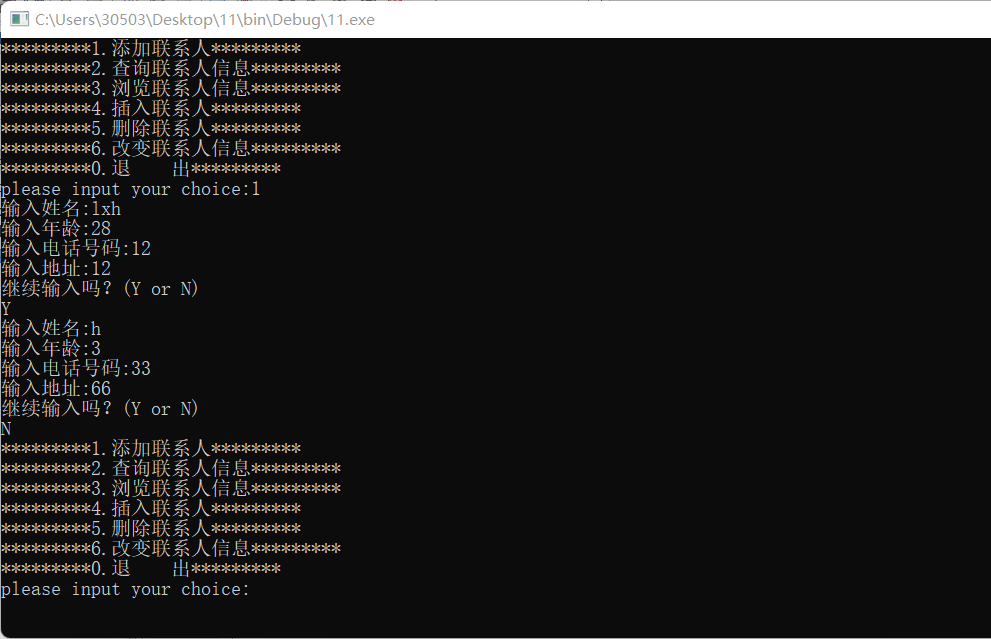 C:\Users\30503\Desktop\11\bin\Debug\11.exe
*********1.添加联系人*********
*********2.查询联系人信息*********
*********3.浏览联系人信息*********
*********4.插入联系人*********
*********5.删除联系人*********
*********6.改变联系人信息*********
*********0.退    出*********
please input your choice:1
输入姓名:lxh
输入年龄:28
输入电话号码:12
输入地址:12
继续输入吗？(Y or N)
Y
输入姓名:h
输入年龄:3
输入电话号码:33
输入地址:66
继续输入吗？(Y or N)
N
*********1.添加联系人*********
*********2.查询联系人信息*********
*********3.浏览联系人信息*********
*********4.插入联系人*********
*********5.删除联系人*********
*********6.改变联系人信息*********
*********0.退    出*********
please input your choice: